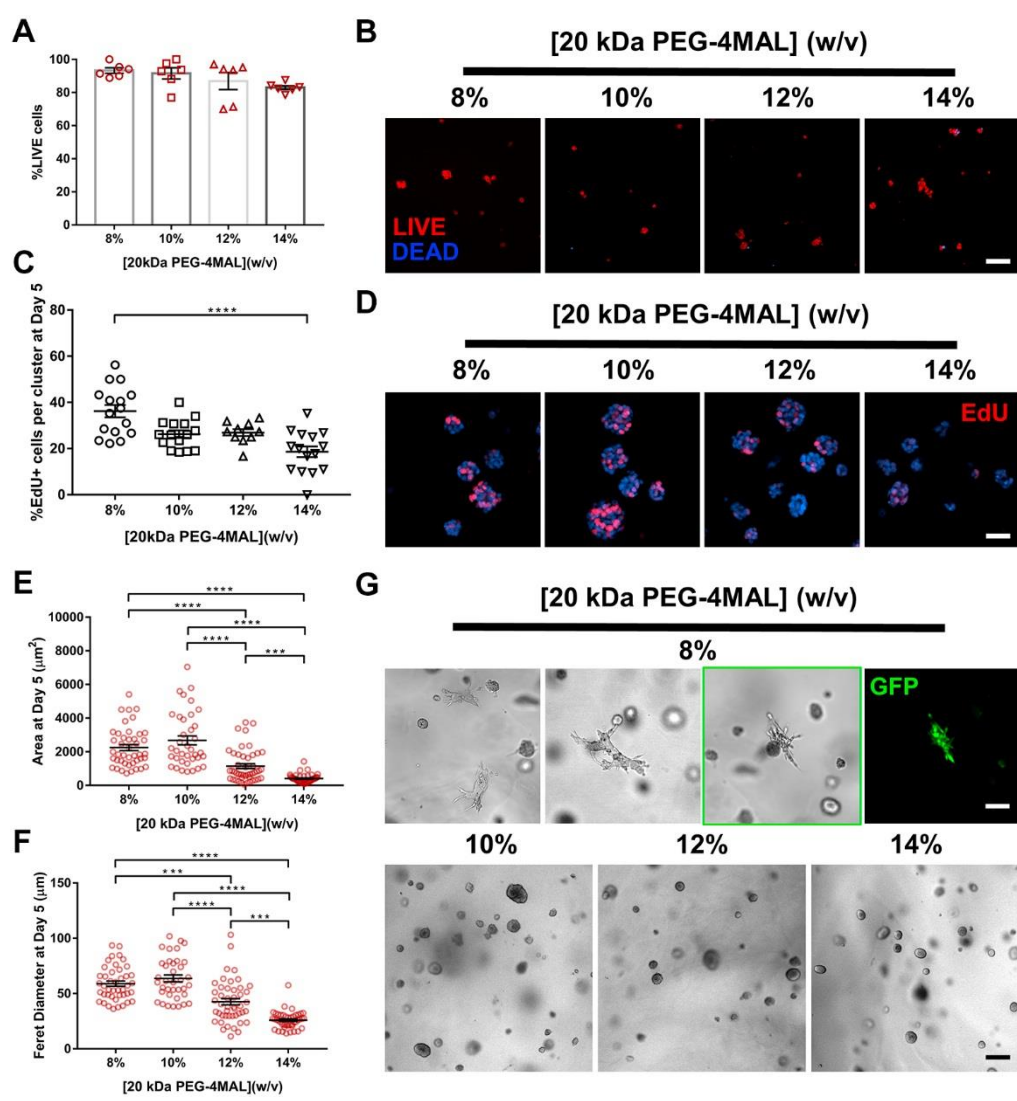 A
%LIVE cells
100
80
60
40
20
0
8% 10% 12% 14%
[20kDa PEG-4MAL](w/v)
B
[20 kDa PEG-4MAL] (w/v)
8% 10% 12% 14%
LIVE
DEAD
C
%EdU+ cells per cluster at Day 5
80
60
40
20
0
****
8% 10% 12% 14%
[20kDa PEG-4MAL](w/v)
D
[20 kDa PEG-4MAL] (w/v)
8% 10% 12% 14%
EdU
E
Area at Day 5 (μm²)
10000
8000
6000
4000
2000
0
****
****
****
**** ***
8% 10% 12% 14%
[20 kDa PEG-4MAL](w/v)
F
Feret Diameter at Day 5 (μm)
150
100
50
0
****
***
****
**** ***
8% 10% 12% 14%
[20 kDa PEG-4MAL](w/v)
G
[20 kDa PEG-4MAL] (w/v)
8%
GFP
10% 12% 14%